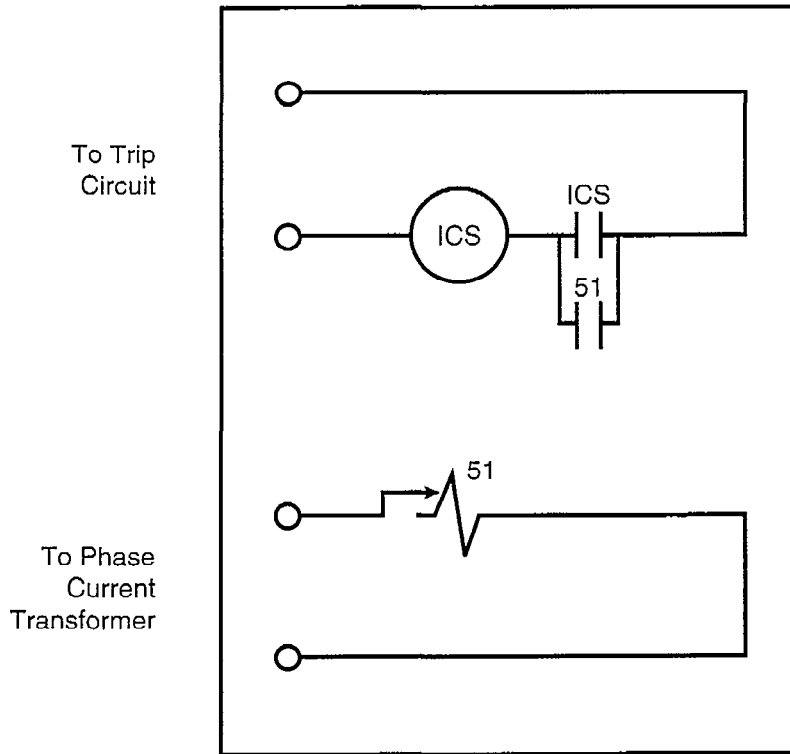 To Trip
Circuit
ICS
ICS
51
51
To Phase
Current
Transformer